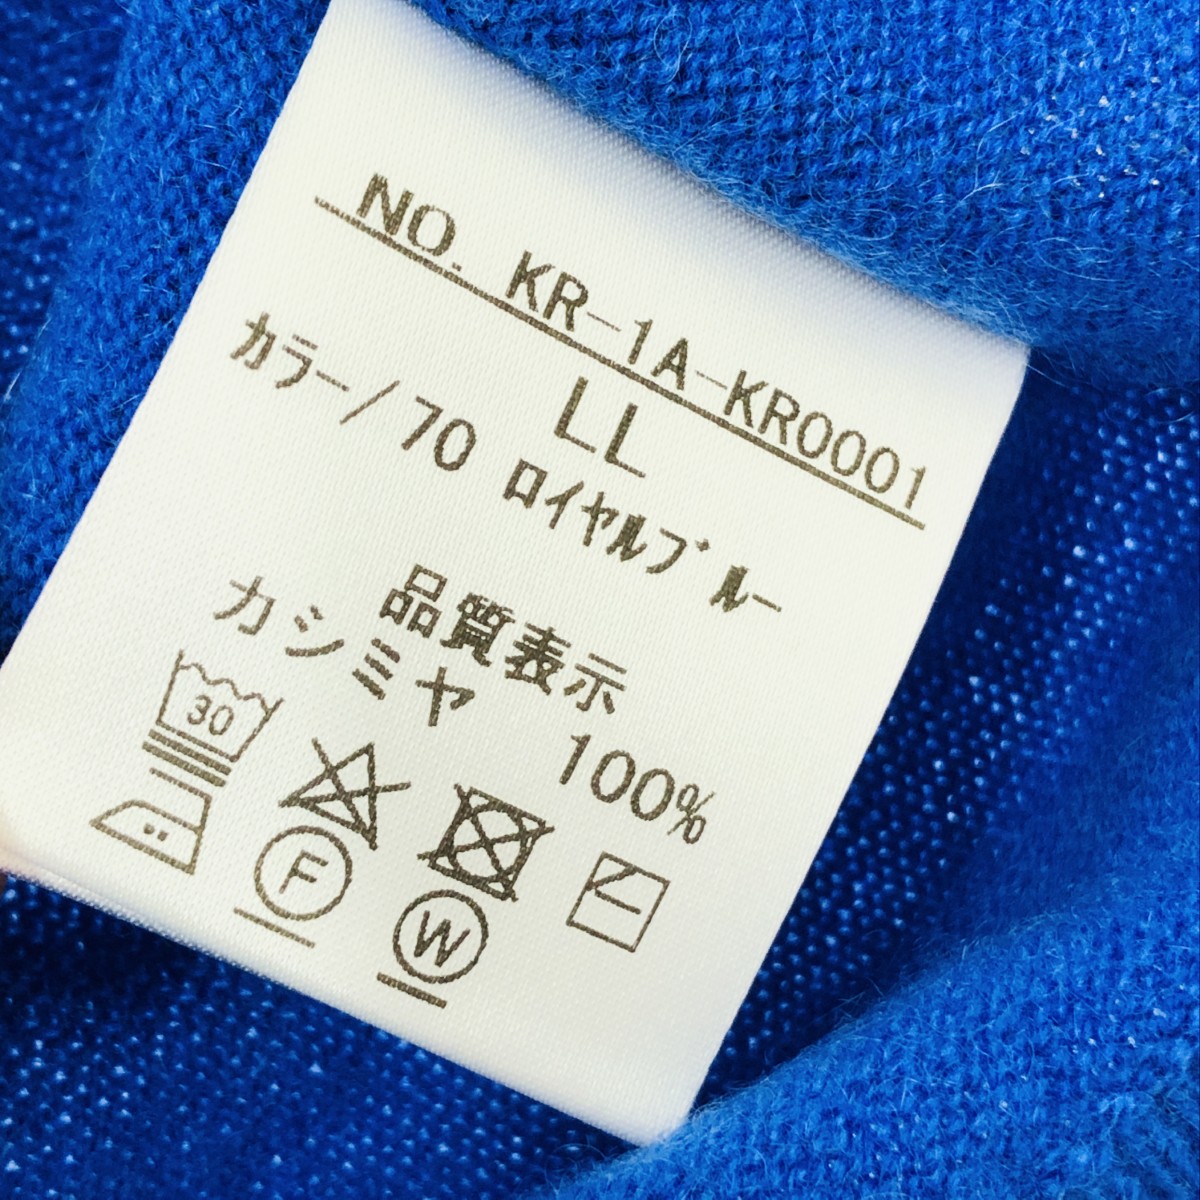 NO. KR-1A-KR0001
LL
カラー/70 ロイヤルブルー
品質表示
カシミヤ 100%
30
F
W